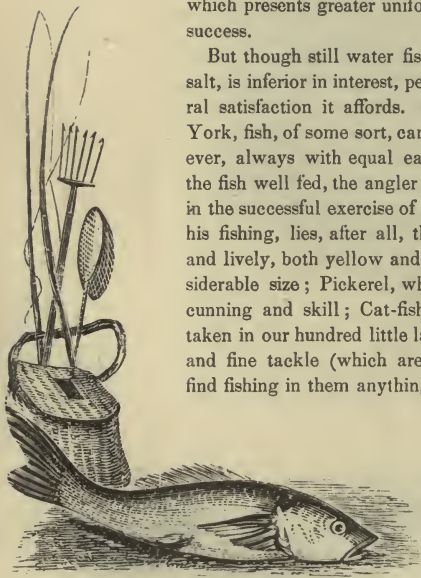 which presents greater unifo
success.
But though still water fis
salt, is inferior in interest, pe
ral satisfaction it affords.
York, fish, of some sort, can
ever, always with equal ea
the fish well fed, the angler
in the successful exercise of
his fishing, lies, after all, th
and lively, both yellow and
siderable size ; Pickerel, wh
cunning and skill ; Cat-fish
taken in our hundred little la
and fine tackle (which are
find fishing in them anythin